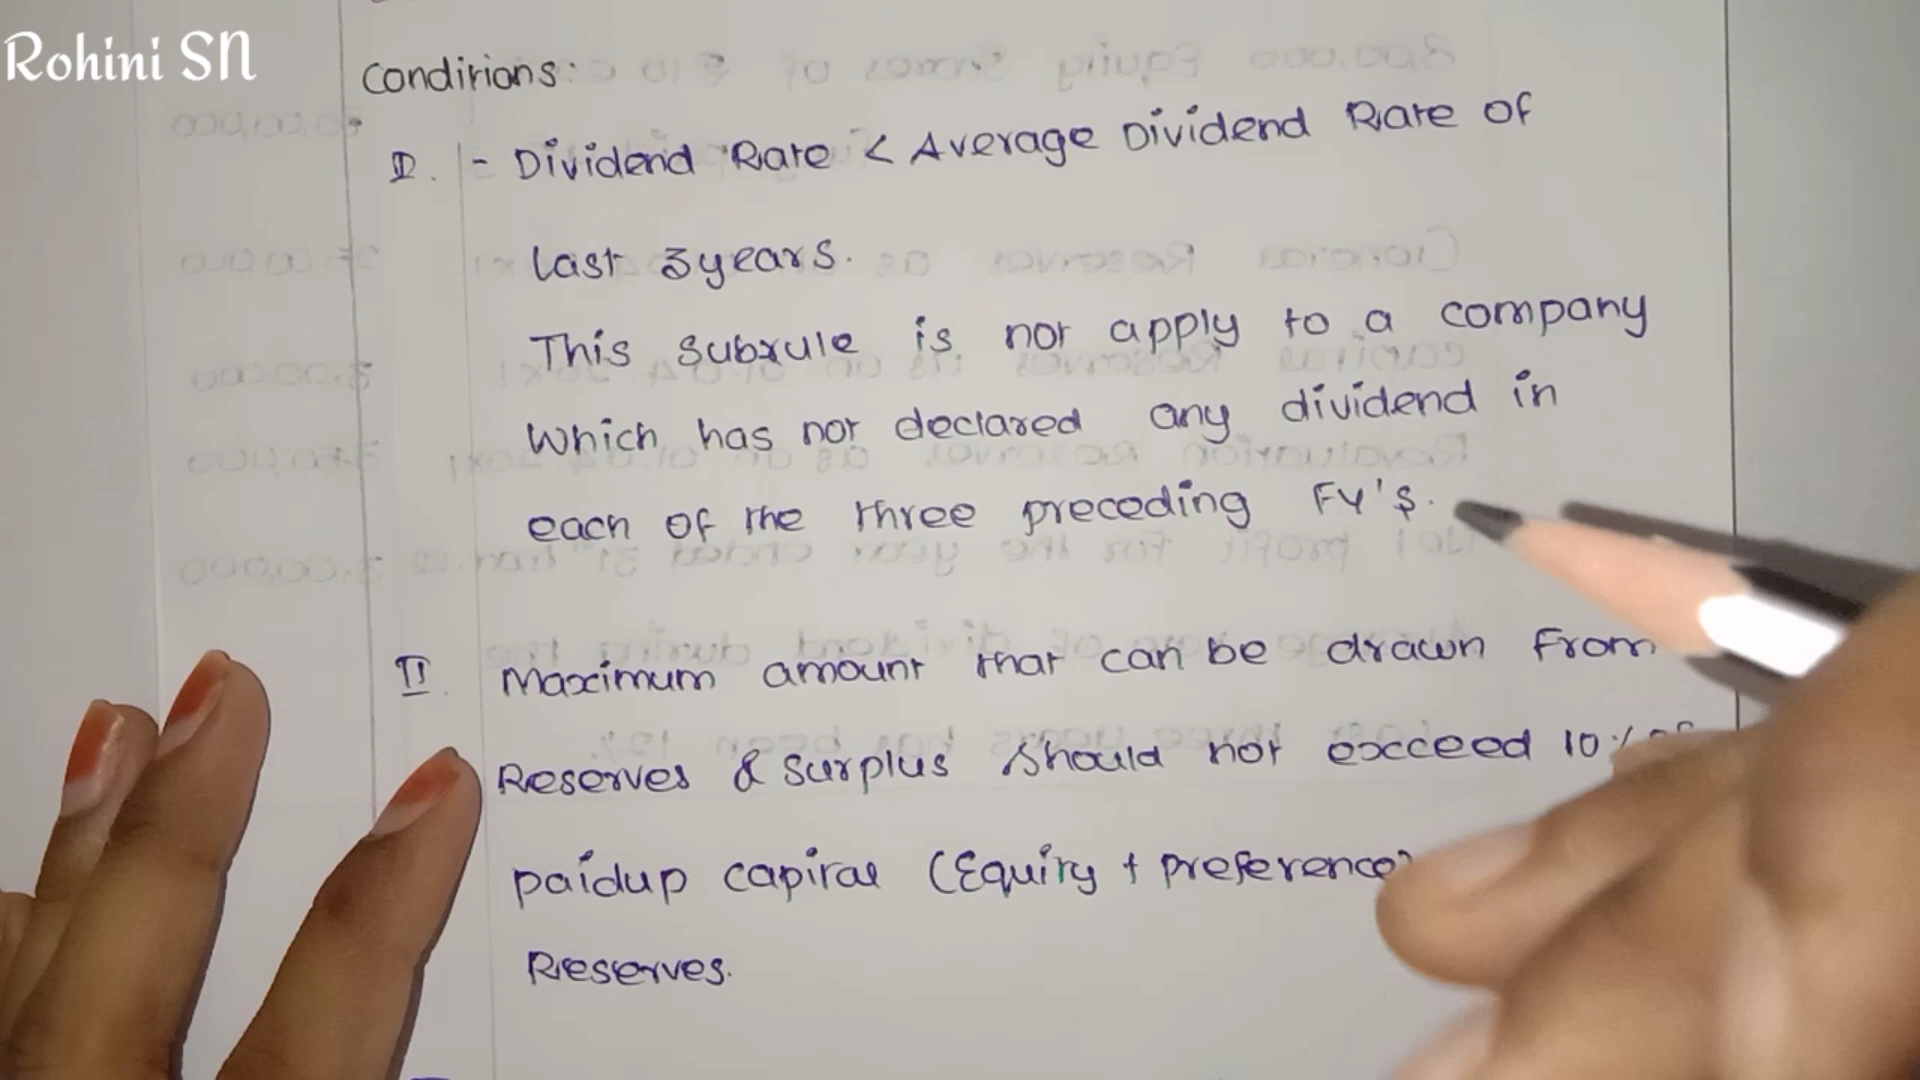 Rohini SN
Conditions:
I. - Dividend Rate < Average Dividend Rate of
last 3years.
This subrule is not apply to a company
which has not declared any dividend in
each of the three preceding FY's.
II. Maximum amount that can be drawn from
Reserves & surplus should not exceed 10%
paidup capital (Equity + preference)
Reserves.